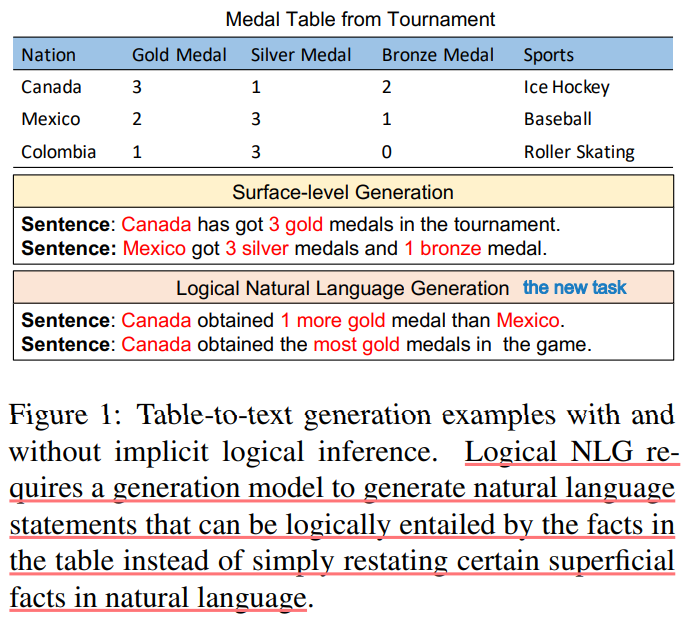 Medal Table from Tournament
Nation Gold Medal Silver Medal Bronze Medal Sports
Canada 3 1 2 Ice Hockey
Mexico 2 3 1 Baseball
Colombia 1 3 0 Roller Skating
Surface-level Generation
Sentence: Canada has got 3 gold medals in the tournament.
Sentence: Mexico got 3 silver medals and 1 bronze medal.
Logical Natural Language Generation the new task
Sentence: Canada obtained 1 more gold medal than Mexico.
Sentence: Canada obtained the most gold medals in the game.
Figure 1: Table-to-text generation examples with and
without implicit logical inference. Logical NLG re-
quires a generation model to generate natural language
statements that can be logically entailed by the facts in
the table instead of simply restating certain superficial
facts in natural language.